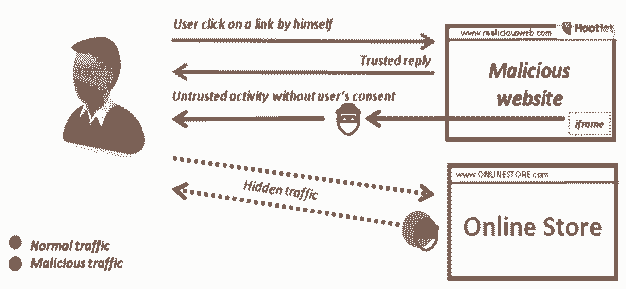 User click on a link by himself
Trusted reply
Untrusted activity without user's consent
Hidden traffic
Normal traffic
Malicious traffic
www.maliciousweb.com
Malicious
website
iframe
www.ONLINESTORE.com
Online Store